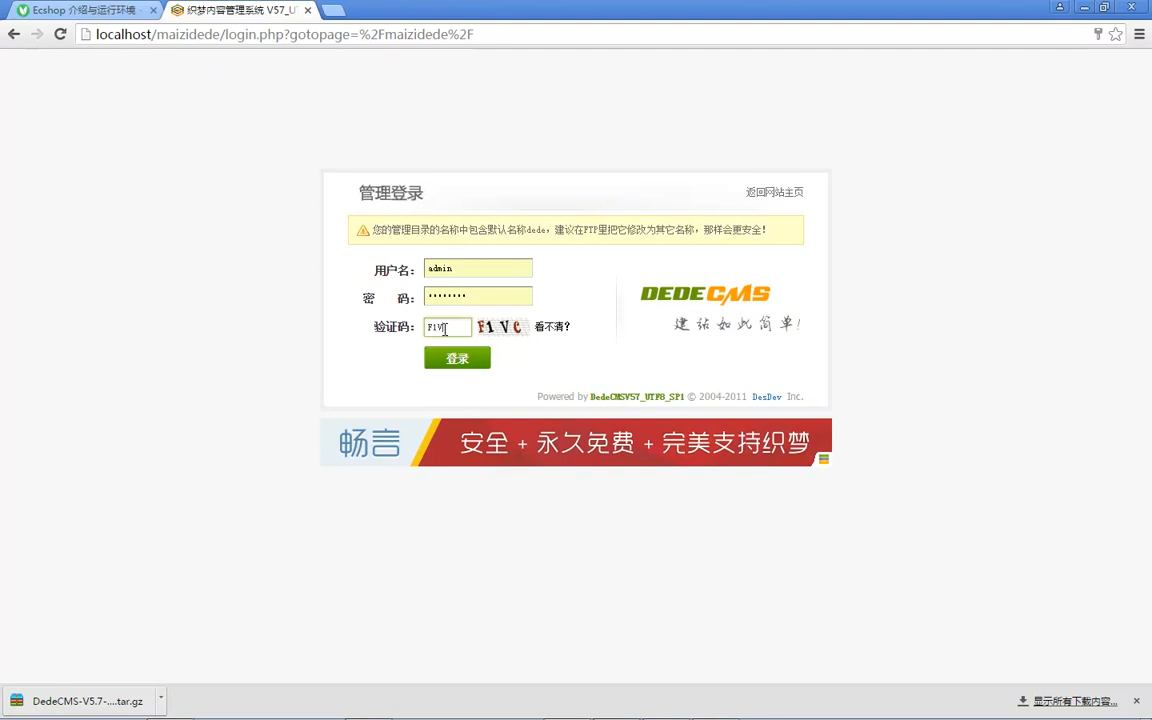 Ecshop 介绍与运行环境
织梦内容管理系统 V57_U
localhost/maizidede/login.php?gotopage=%2Fmaizidede%2F
管理登录
返回网站主页
您的管理目录的名称中包含默认名称dede，建议在FTP里把它修改为其它名称，那样会更安全！
用户名：
admin
密 码：
••••••••
验证码：
F1V
F1VC
看不清？
登录
DEDECMS
建站如此简单！
Powered by DedeCMSV57_UTF8_SP1 © 2004-2011 DesDev Inc.
畅言
安全 + 永久免费 + 完美支持织梦
DedeCMS-V5.7-....tar.gz
显示所有下载内容...